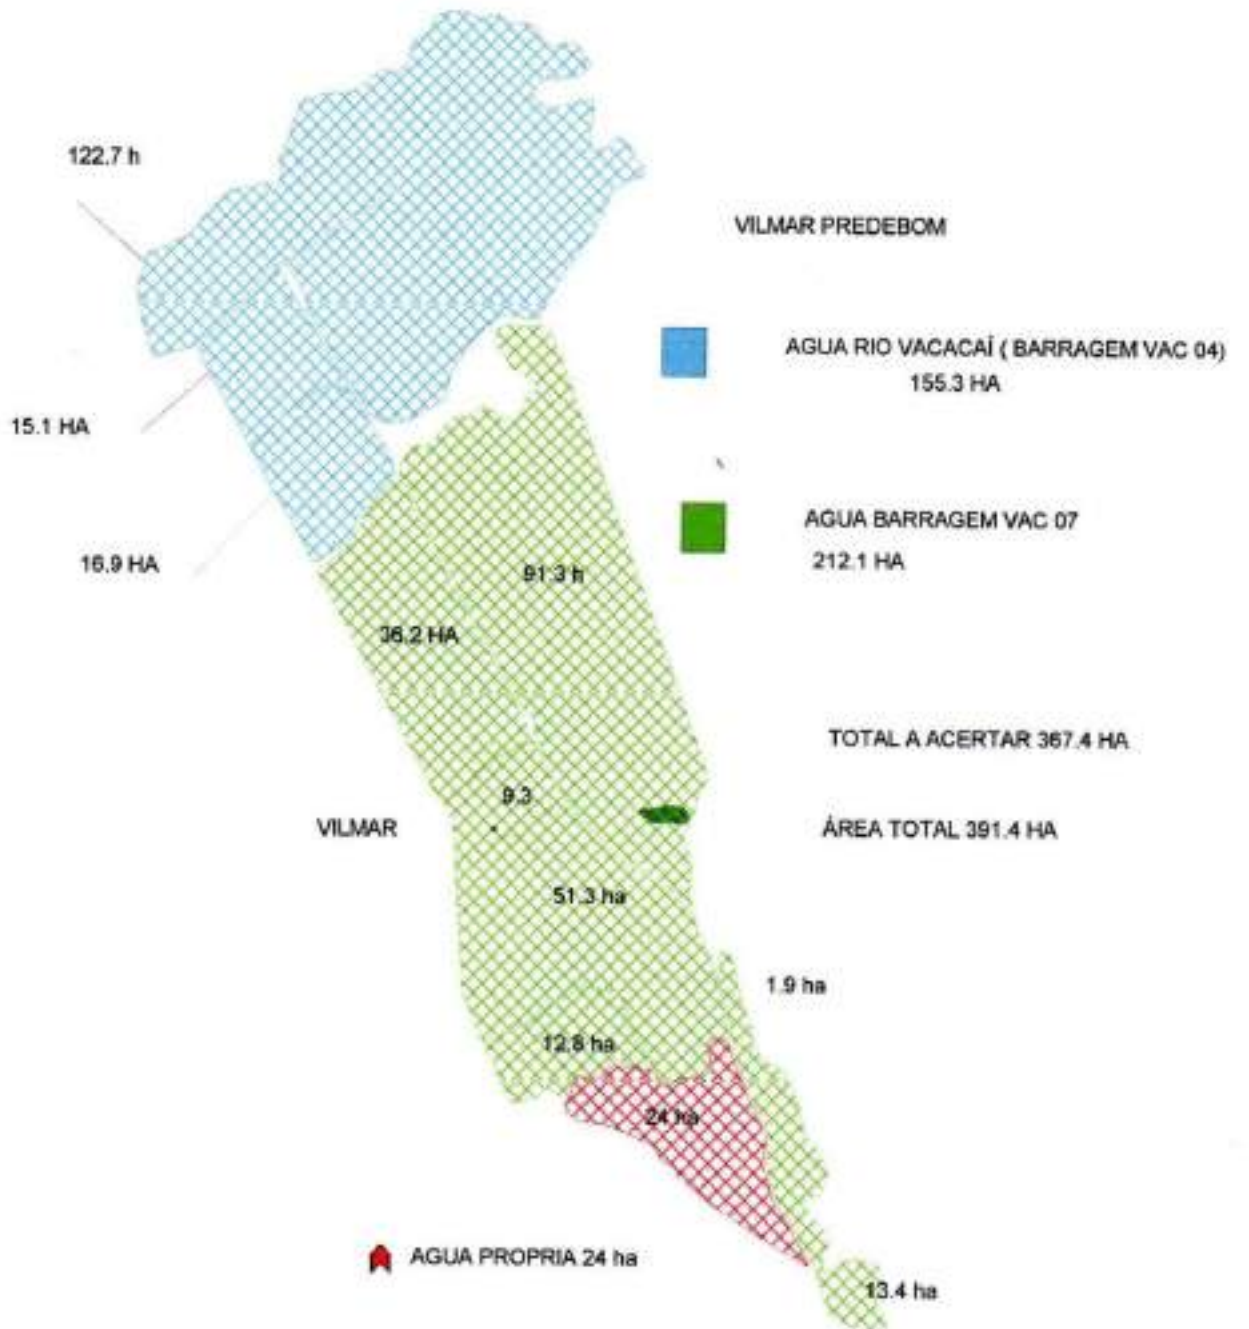 122.7 h
VILMAR PREDEBOM
AGUA RIO VACACAÍ ( BARRAGEM VAC 04)
155.3 HA
15.1 HA
AGUA BARRAGEM VAC 07
212.1 HA
16.9 HA
91.3 h
36.2 HA
TOTAL A ACERTAR 367.4 HA
9.3
VILMAR
ÁREA TOTAL 391.4 HA
51.3 ha
1.9 ha
12.8 ha
24 ha
AGUA PROPRIA 24 ha
13.4 ha